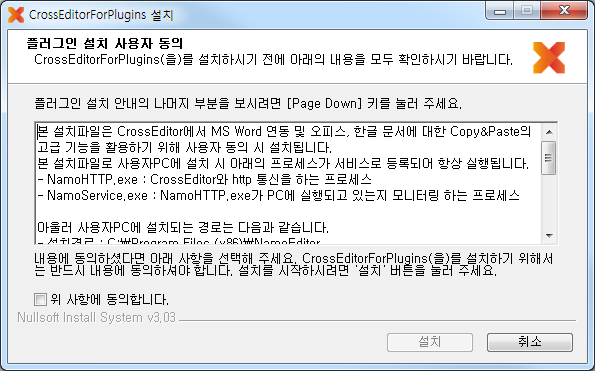 CrossEditorForPlugins 설치
플러그인 설치 사용자 동의
CrossEditorForPlugins(을)를 설치하시기 전에 아래의 내용을 모두 확인하시기 바랍니다.
플러그인 설치 안내의 나머지 부분을 보시려면 [Page Down] 키를 눌러 주세요.
본 설치파일은 CrossEditor에서 MS Word 연동 및 오피스, 한글 문서에 대한 Copy&Paste의
고급 기능을 활용하기 위해 사용자 동의 시 설치됩니다.
본 설치파일로 사용자PC에 설치 시 아래의 프로세스가 서비스로 등록되어 항상 실행됩니다.
- NamoHTTP.exe : CrossEditor와 http 통신을 하는 프로세스
- NamoService.exe : NamoHTTP.exe가 PC에 실행되고 있는지 모니터링 하는 프로세스
아울러 사용자PC에 설치되는 경로는 다음과 같습니다.
- 설치경로 : C:₩Program Files (x86)₩NamoEditor
내용에 동의하셨다면 아래 사항을 선택해 주세요. CrossEditorForPlugins(을)를 설치하기 위해서
는 반드시 내용에 동의하셔야 합니다. 설치를 시작하시려면 '설치' 버튼을 눌러 주세요.
위 사항에 동의합니다.
Nullsoft Install System v3.03
설치
취소